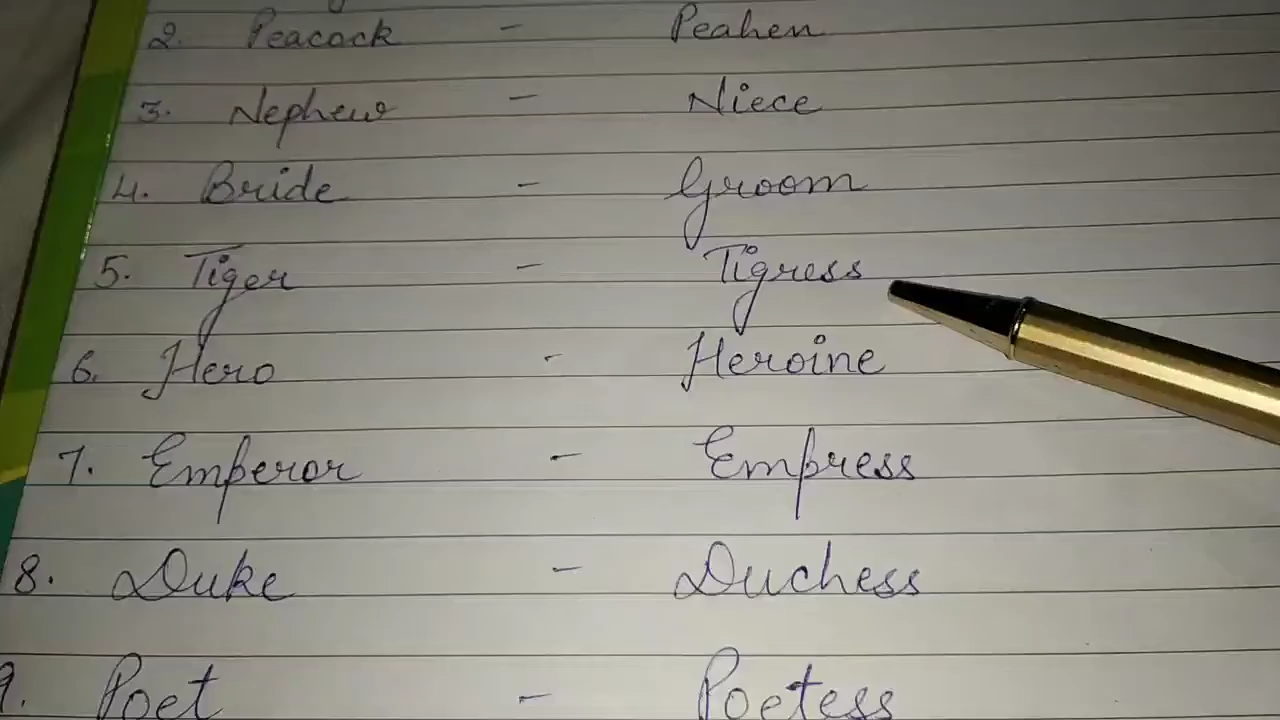 2. Peacock - Peahen
3. Nephew - Niece
4. Bride - Groom
5. Tiger - Tigress
6. Hero - Heroine
7. Emperor - Empress
8. Duke - Duchess
9. Poet - Poetess